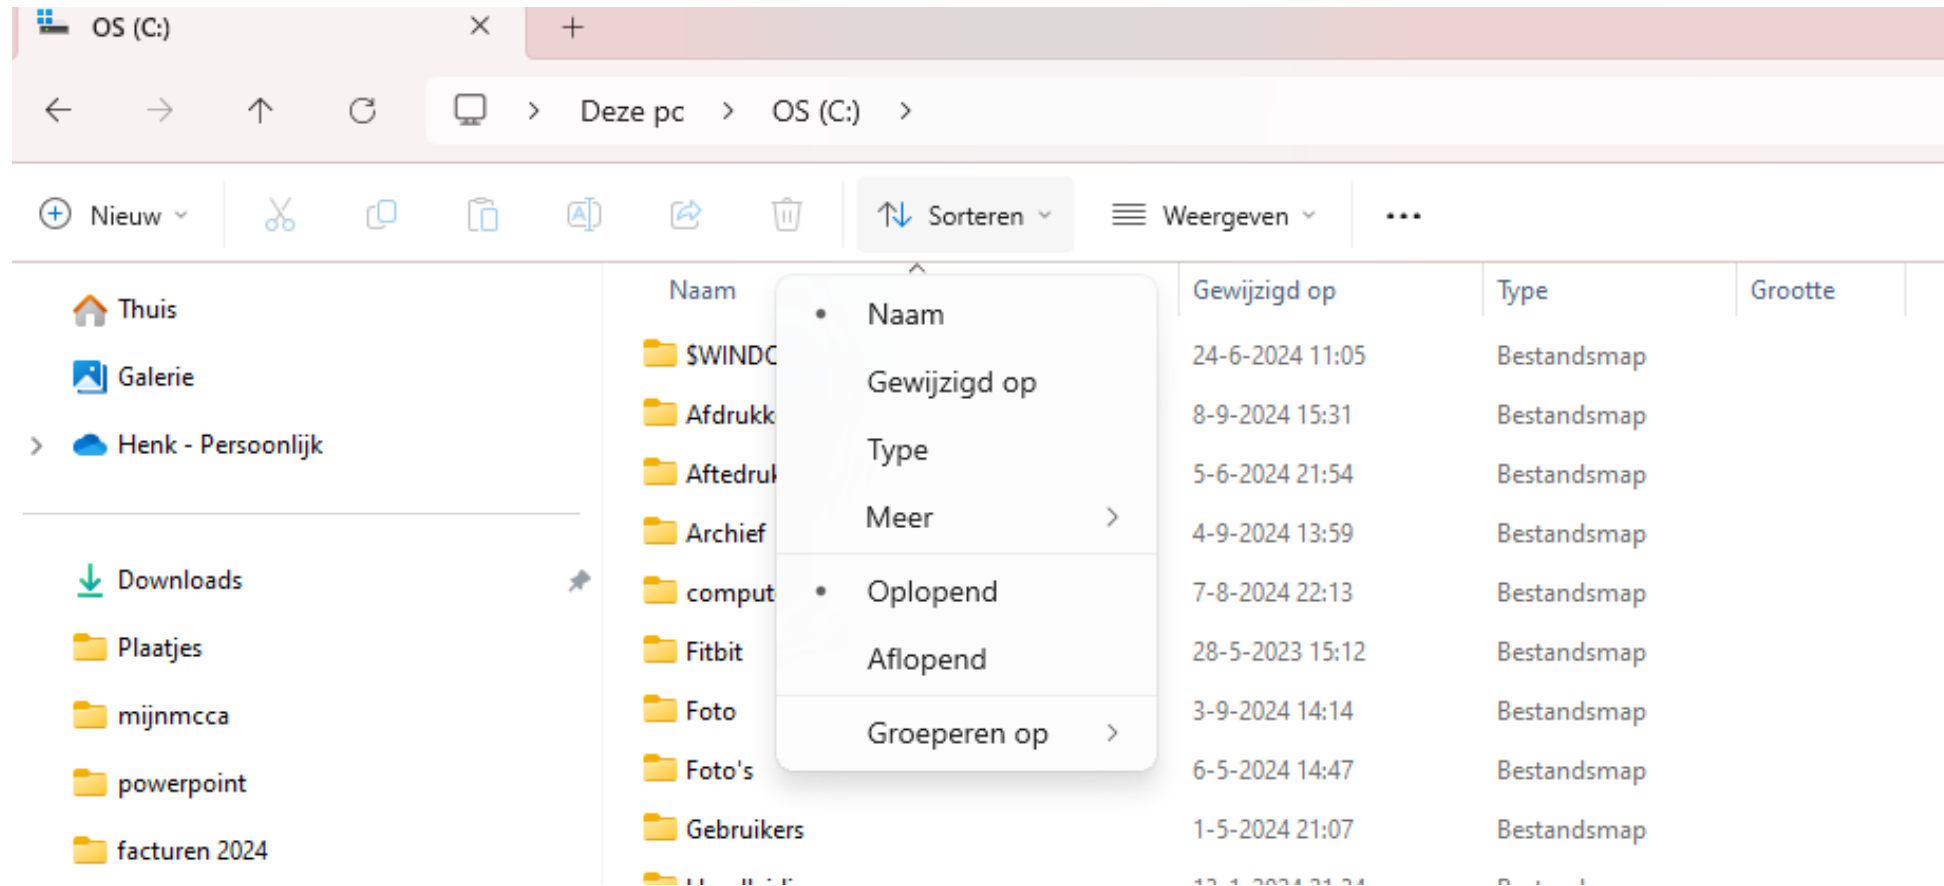 OS (C:)
Deze pc > OS (C:) >
Nieuw Sorteren Weergeven ...
Naam Gewijzigd op Type Grootte
Thuis
Galerie
Henk - Persoonlijk
Downloads
Plaatjes
mijnmcca
powerpoint
facturen 2024
24-6-2024 11:05 Bestandsmap
8-9-2024 15:31 Bestandsmap
5-6-2024 21:54 Bestandsmap
Archief 4-9-2024 13:59 Bestandsmap
7-8-2024 22:13 Bestandsmap
Fitbit 28-5-2023 15:12 Bestandsmap
Foto 3-9-2024 14:14 Bestandsmap
Foto's 6-5-2024 14:47 Bestandsmap
Gebruikers 1-5-2024 21:07 Bestandsmap
• Naam
Gewijzigd op
Type
Meer >
• Oplopend
Aflopend
Groeperen op >